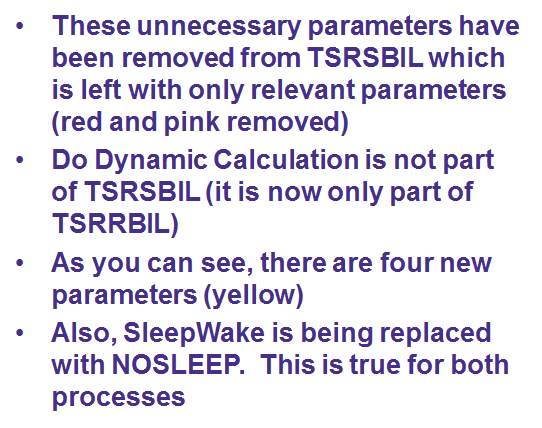 • These unnecessary parameters have
been removed from TSRSBIL which
is left with only relevant parameters
(red and pink removed)
• Do Dynamic Calculation is not part
of TSRSBIL (it is now only part of
TSRRBIL)
• As you can see, there are four new
parameters (yellow)
• Also, SleepWake is being replaced
with NOSLEEP.  This is true for both
processes